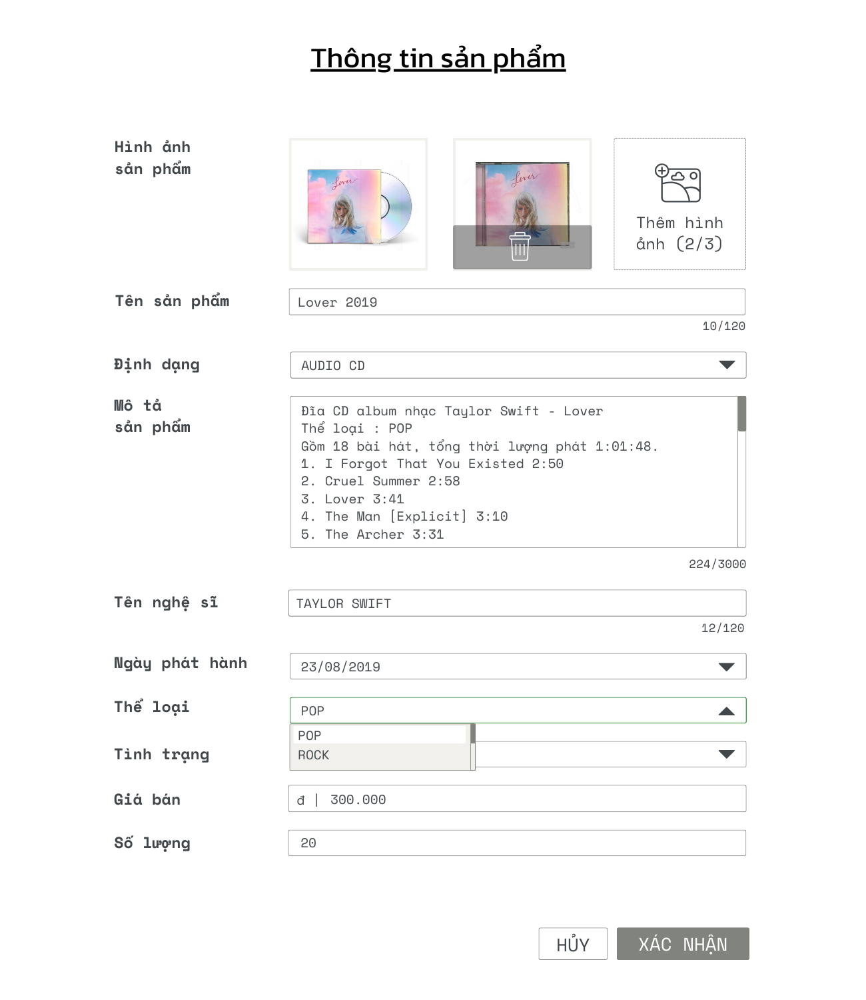 Thông tin sản phẩm
Hình ảnh
sản phẩm
Lover
Lover
Thêm hình
ảnh (2/3)
Tên sản phẩm
Lover 2019
10/120
Định dạng
AUDIO CD
Mô tả
sản phẩm
Đĩa CD album nhạc Taylor Swift - Lover
Thể loại : POP
Gồm 18 bài hát, tổng thời lượng phát 1:01:48.
1. I Forgot That You Existed 2:50
2. Cruel Summer 2:58
3. Lover 3:41
4. The Man [Explicit] 3:10
5. The Archer 3:31
224/3000
Tên nghệ sĩ
TAYLOR SWIFT
12/120
Ngày phát hành
23/08/2019
Thể loại
POP
POP
ROCK
Tình trạng
Giá bán
đ | 300.000
Số lượng
20
HỦY
XÁC NHẬN